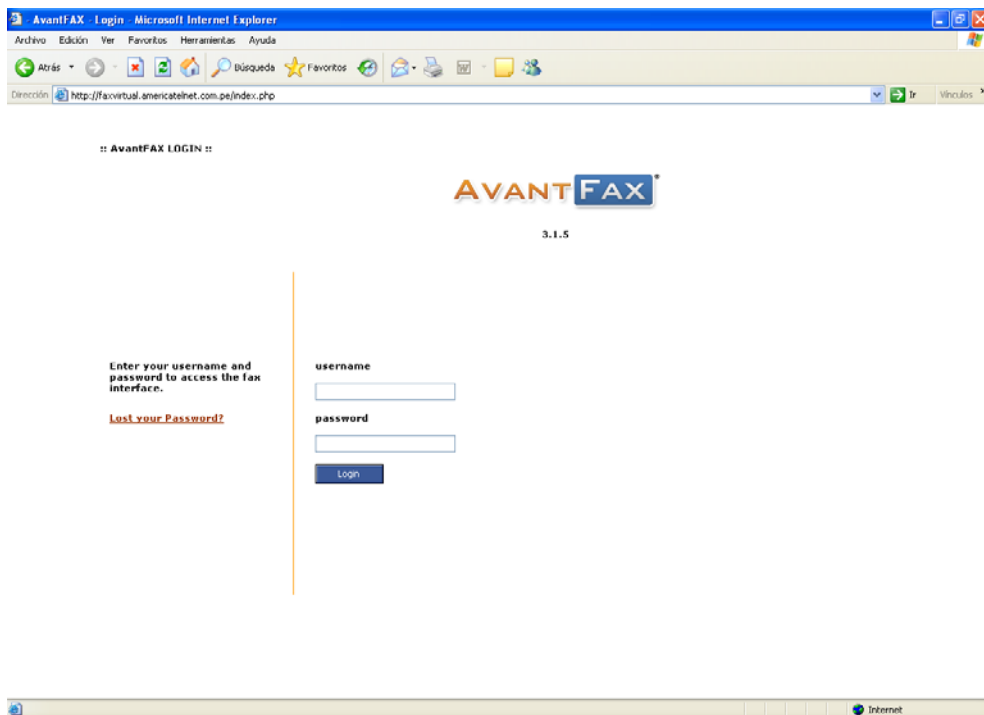 AvantFAX - Login - Microsoft Internet Explorer
Archivo Edición Ver Favoritos Herramientas Ayuda
Atrás Búsqueda Favoritos
Dirección http://faxvirtual.americatelnet.com.pe/index.php Ir Vínculos
:: AvantFAX LOGIN ::
AVANTFAX
3.1.5
Enter your username and
password to access the fax
interface.
Lost your Password?
username
password
Login
Internet